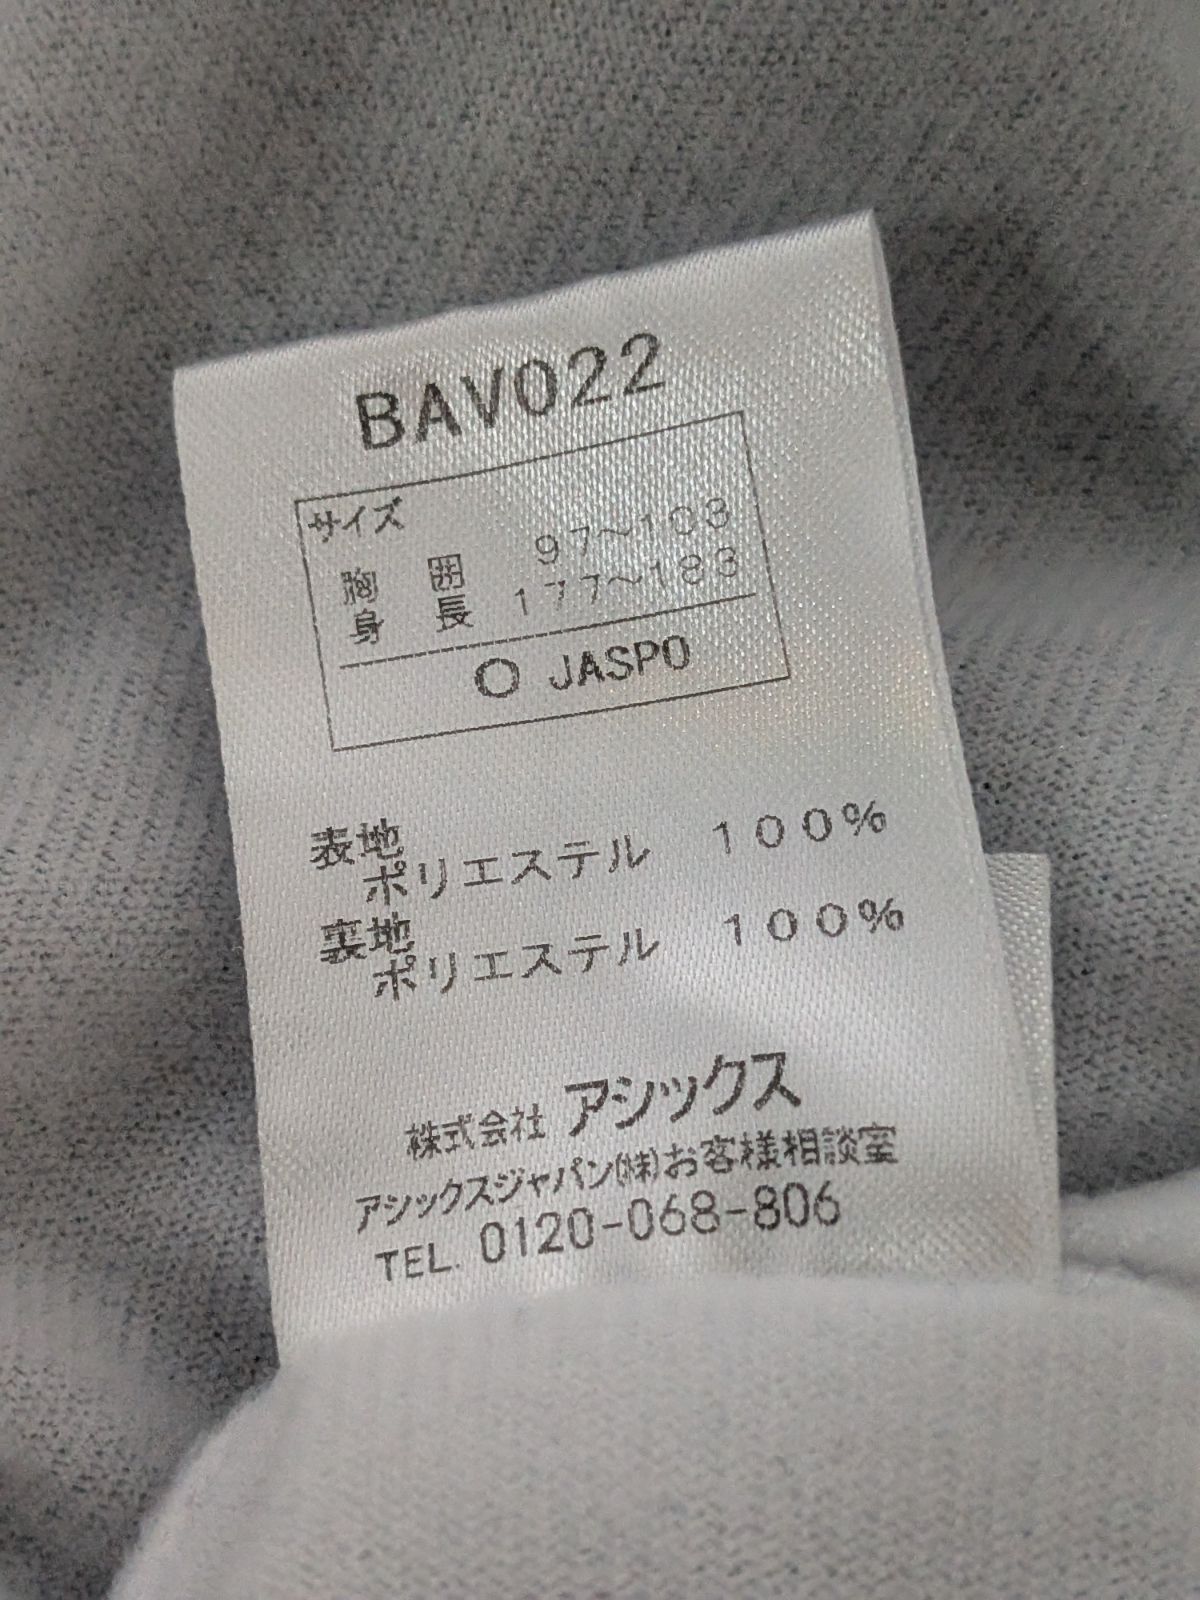 BAV022
サイズ
胸囲 97～103
身長 177～183
O JASPO
表地
ポリエステル 100%
裏地
ポリエステル 100%
株式会社 アシックス
アシックスジャパン(株)お客様相談室
TEL. 0120-068-806